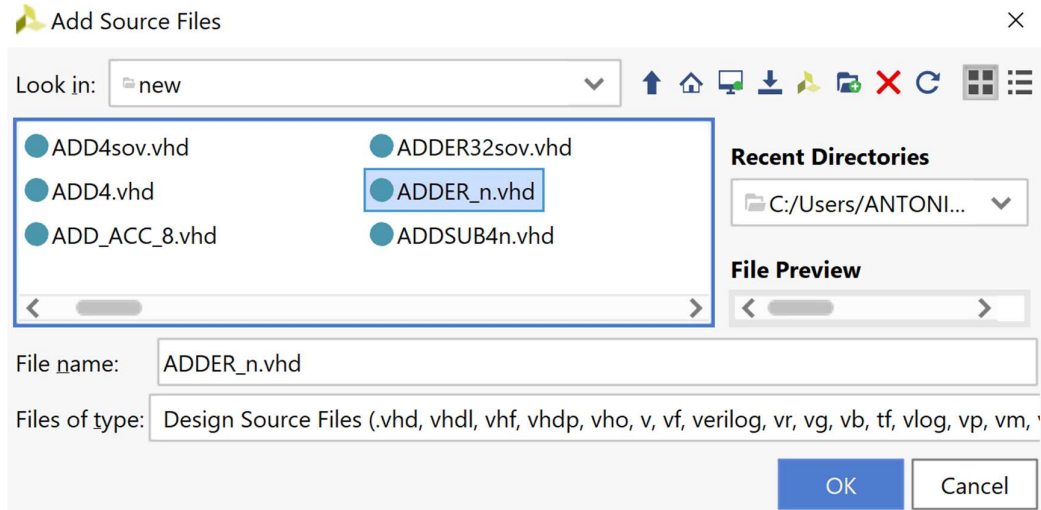 Add Source Files
Look in: new
ADD4sov.vhd
ADD4.vhd
ADD_ACC_8.vhd
ADDER32sov.vhd
ADDER_n.vhd
ADDSUB4n.vhd
Recent Directories
C:/Users/ANTONI...
File Preview
File name: ADDER_n.vhd
Files of type: Design Source Files (.vhd, vhdl, vhf, vhdp, vho, v, vf, verilog, vr, vg, vb, tf, vlog, vp, vm,
OK Cancel